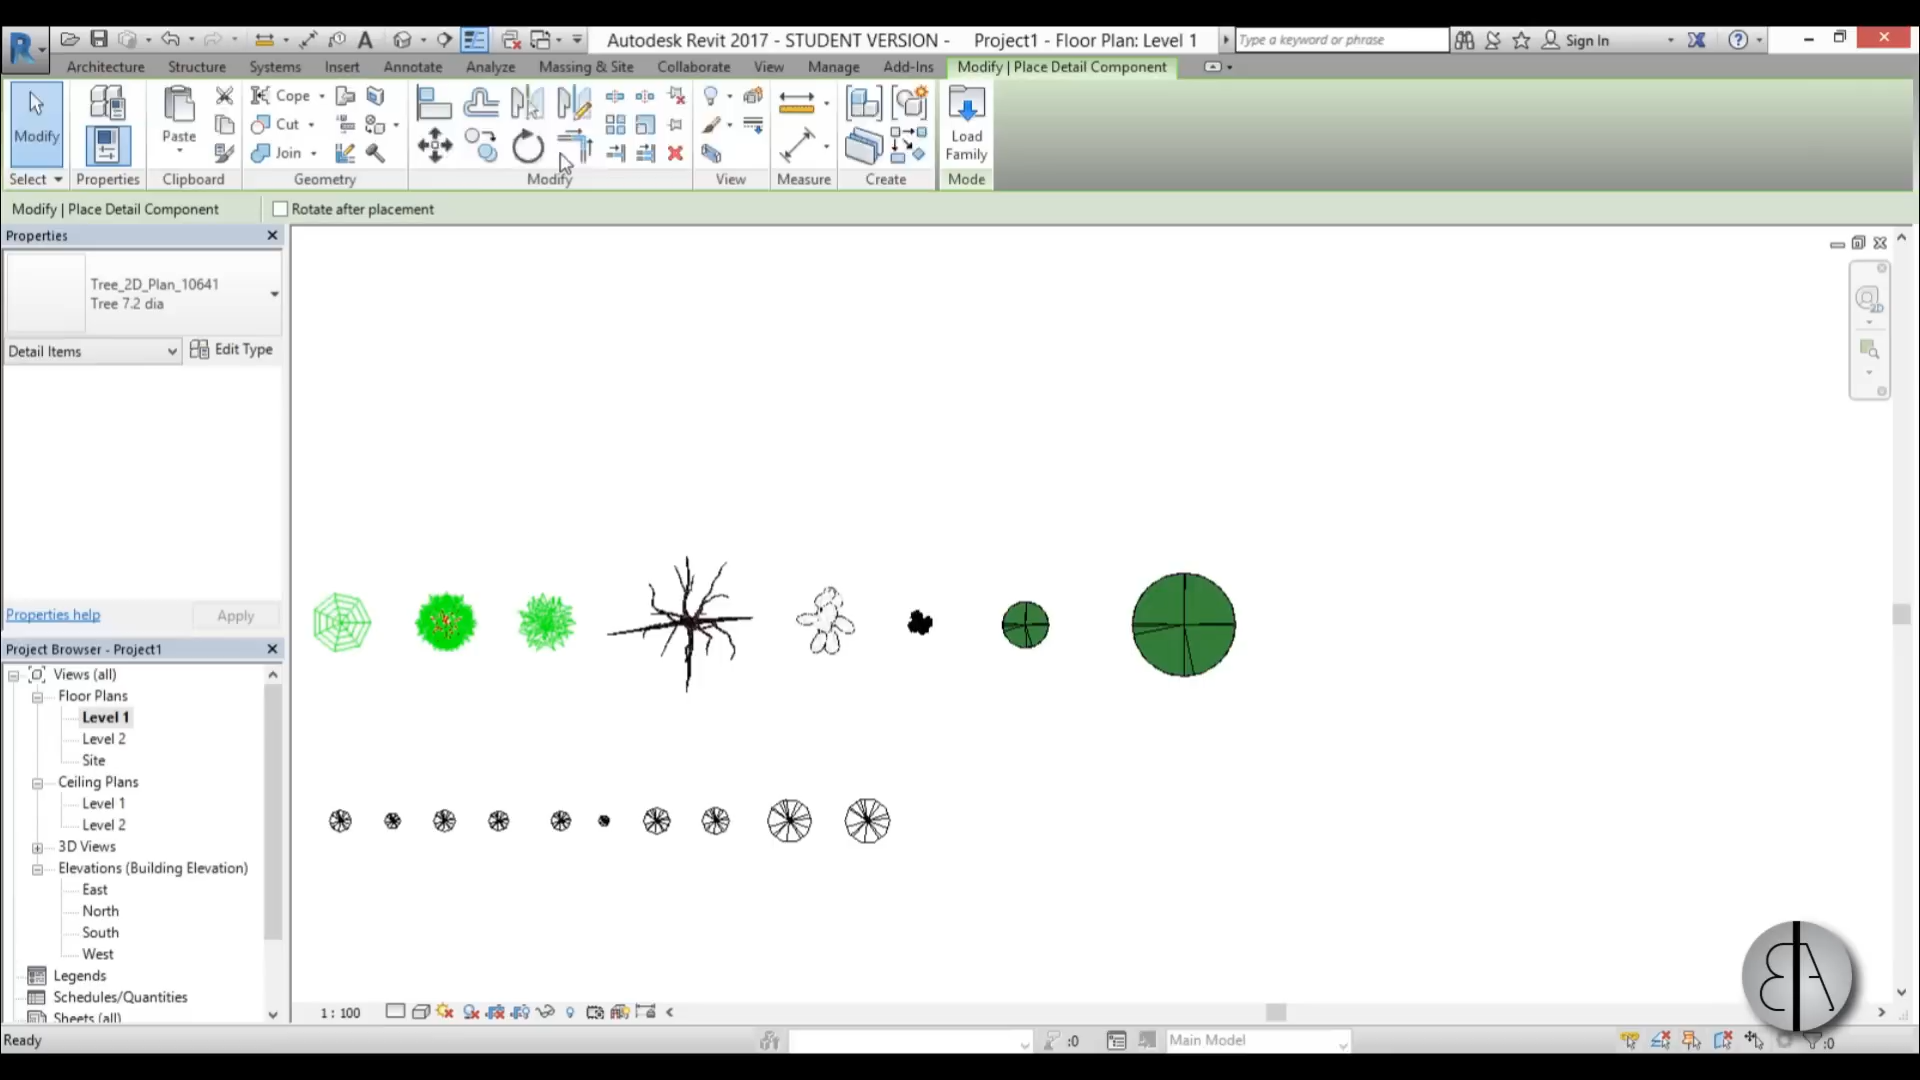 Autodesk Revit 2017 - STUDENT VERSION - Project1 - Floor Plan: Level 1
Type a keyword or phrase
Sign In
Architecture Structure Systems Insert Annotate Analyze Massing & Site Collaborate View Manage Add-Ins Modify | Place Detail Component
Modify
Paste
Cope
Cut
Join
Load
Family
Select Properties Clipboard Geometry Modify View Measure Create Mode
Modify | Place Detail Component
Rotate after placement
Properties
Tree_2D_Plan_10641
Tree 7.2 dia
Detail Items
Edit Type
2D
Properties help
Apply
Project Browser - Project1
Views (all)
Floor Plans
Level 1
Level 2
Site
Ceiling Plans
Level 1
Level 2
3D Views
Elevations (Building Elevation)
East
North
South
West
Legends
Schedules/Quantities
Sheets (all)
1 : 100
Ready
:0
Main Model
:0